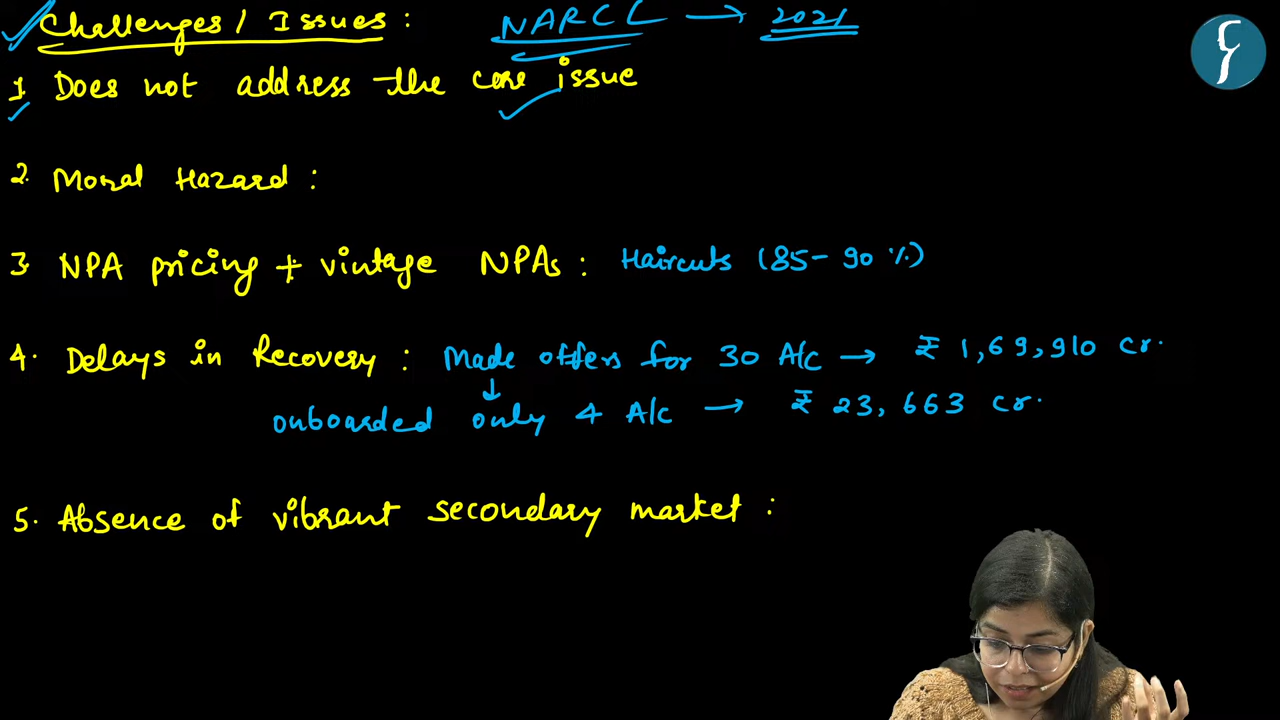 Challenges / Issues : NARCL → 2021
1 Does not address the core issue
2. Moral Hazard :
3. NPA pricing + vintage NPAs : Haircuts (85-90 %)
4. Delays in Recovery : Made offers for 30 A/c → ₹ 1,69,910 cr.
↓
onboarded only 4 A/c → ₹ 23,663 cr.
5. Absence of vibrant secondary market :